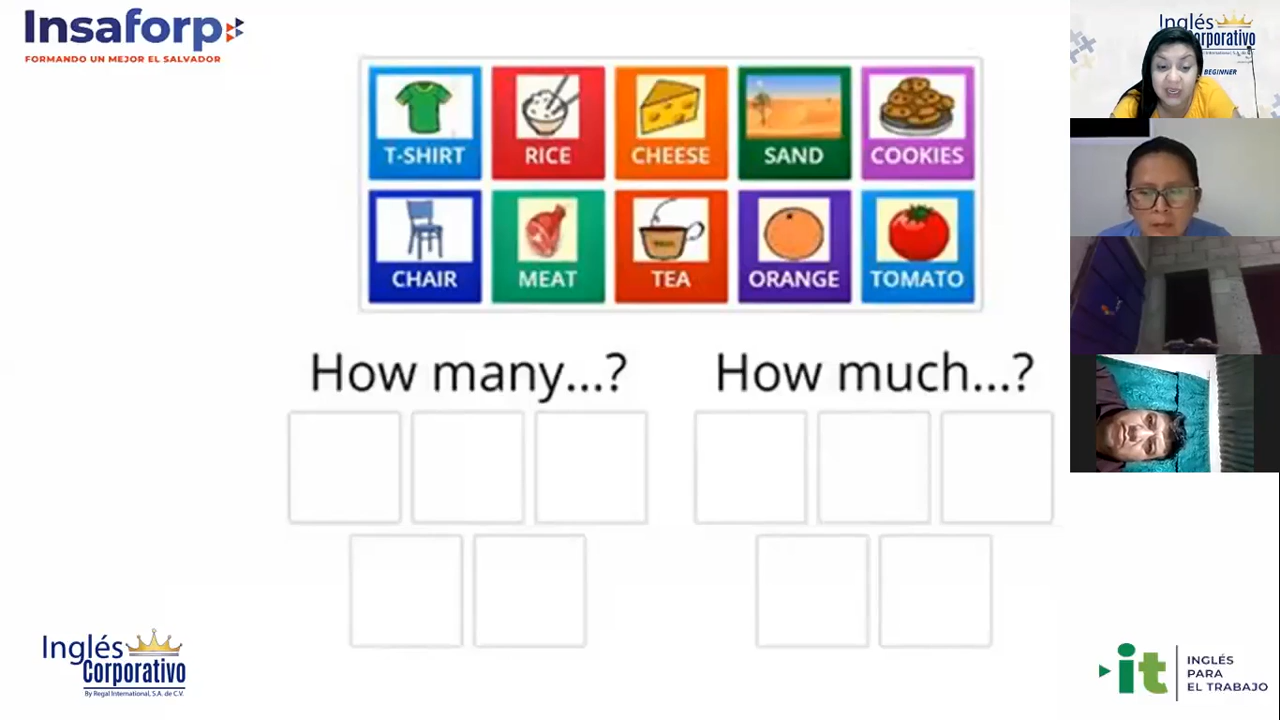 Insaforp
FORMANDO UN MEJOR EL SALVADOR
T-SHIRT
RICE
CHEESE
SAND
COOKIES
CHAIR
MEAT
TEA
ORANGE
TOMATO
How many...?
How much...?
Inglés
Corporativo
By Regal International, S.A. de C.V.
it
INGLÉS
PARA
EL TRABAJO
Inglés
Corporativo
BEGINNER